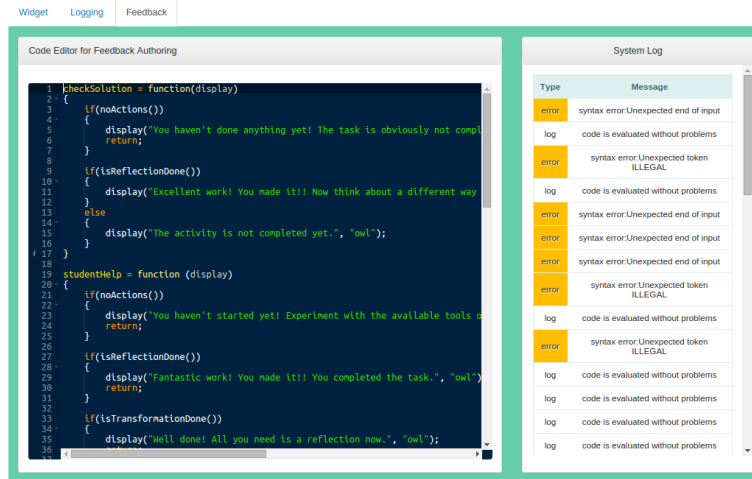 Widget Logging Feedback
Code Editor for Feedback Authoring
1 checkSolution = function(display)
2 {
3 if(noActions())
4 {
5 display("You haven't done anything yet! The task is obviously not compl
6 return;
7 }
8
9 if(isReflectionDone())
10 {
11 display("Excellent work! You made it!! Now think about a different way
12 }
13 else
14 {
15 display("The activity is not completed yet.", "owl");
16 }
i 17 }
18
19 studentHelp = function (display)
20 {
21 if(noActions())
22 {
23 display("You haven't started yet! Experiment with the available tools o
24 return;
25 }
26
27 if(isReflectionDone())
28 {
29 display("Fantastic work! You made it!! You completed the task.", "owl")
30 return;
31 }
32
33 if(isTransformationDone())
34 {
35 display("Well done! All you need is a reflection now.", "owl");
36
37
System Log
Type Message
error syntax error:Unexpected end of input
log code is evaluated without problems
error syntax error:Unexpected token
ILLEGAL
log code is evaluated without problems
error syntax error:Unexpected end of input
error syntax error:Unexpected end of input
error syntax error:Unexpected end of input
error syntax error:Unexpected token
ILLEGAL
log code is evaluated without problems
error syntax error:Unexpected token
ILLEGAL
log code is evaluated without problems
log code is evaluated without problems
log code is evaluated without problems
log code is evaluated without problems